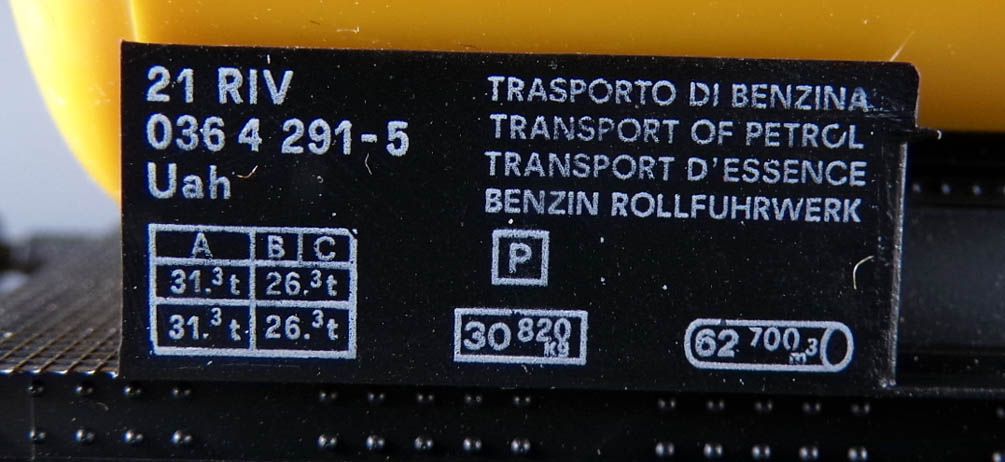 21 RIV
036 4 291-5
Uah
TRASPORTO DI BENZINA
TRANSPORT OF PETROL
TRANSPORT D'ESSENCE
BENZIN ROLLFUHRWERK
A B C
31.3t 26.3t
31.3t 26.3t
P
30 820 kg
62 700 m3